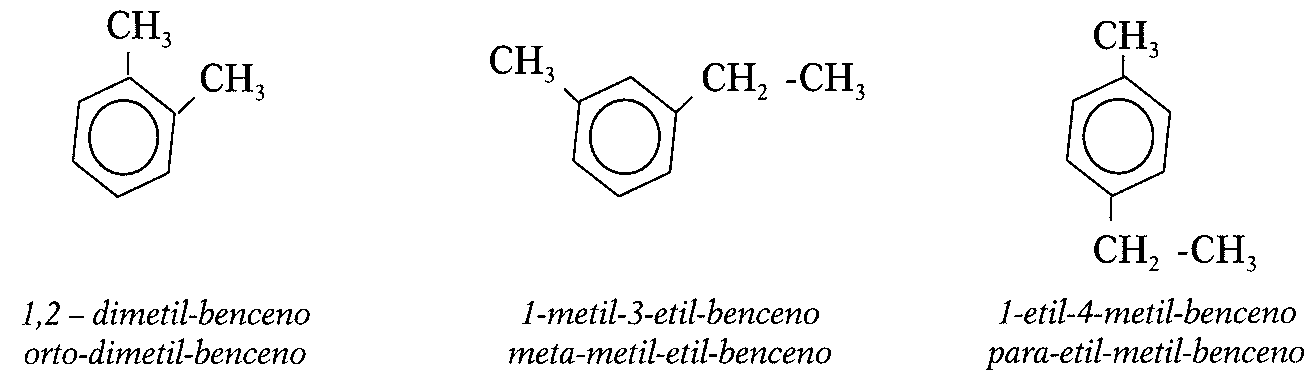 CH₃
CH₃
1,2 – dimetil-benceno
orto-dimetil-benceno
CH₃
CH₂ -CH₃
1-metil-3-etil-benceno
meta-metil-etil-benceno
CH₃
CH₂ -CH₃
1-etil-4-metil-benceno
para-etil-metil-benceno